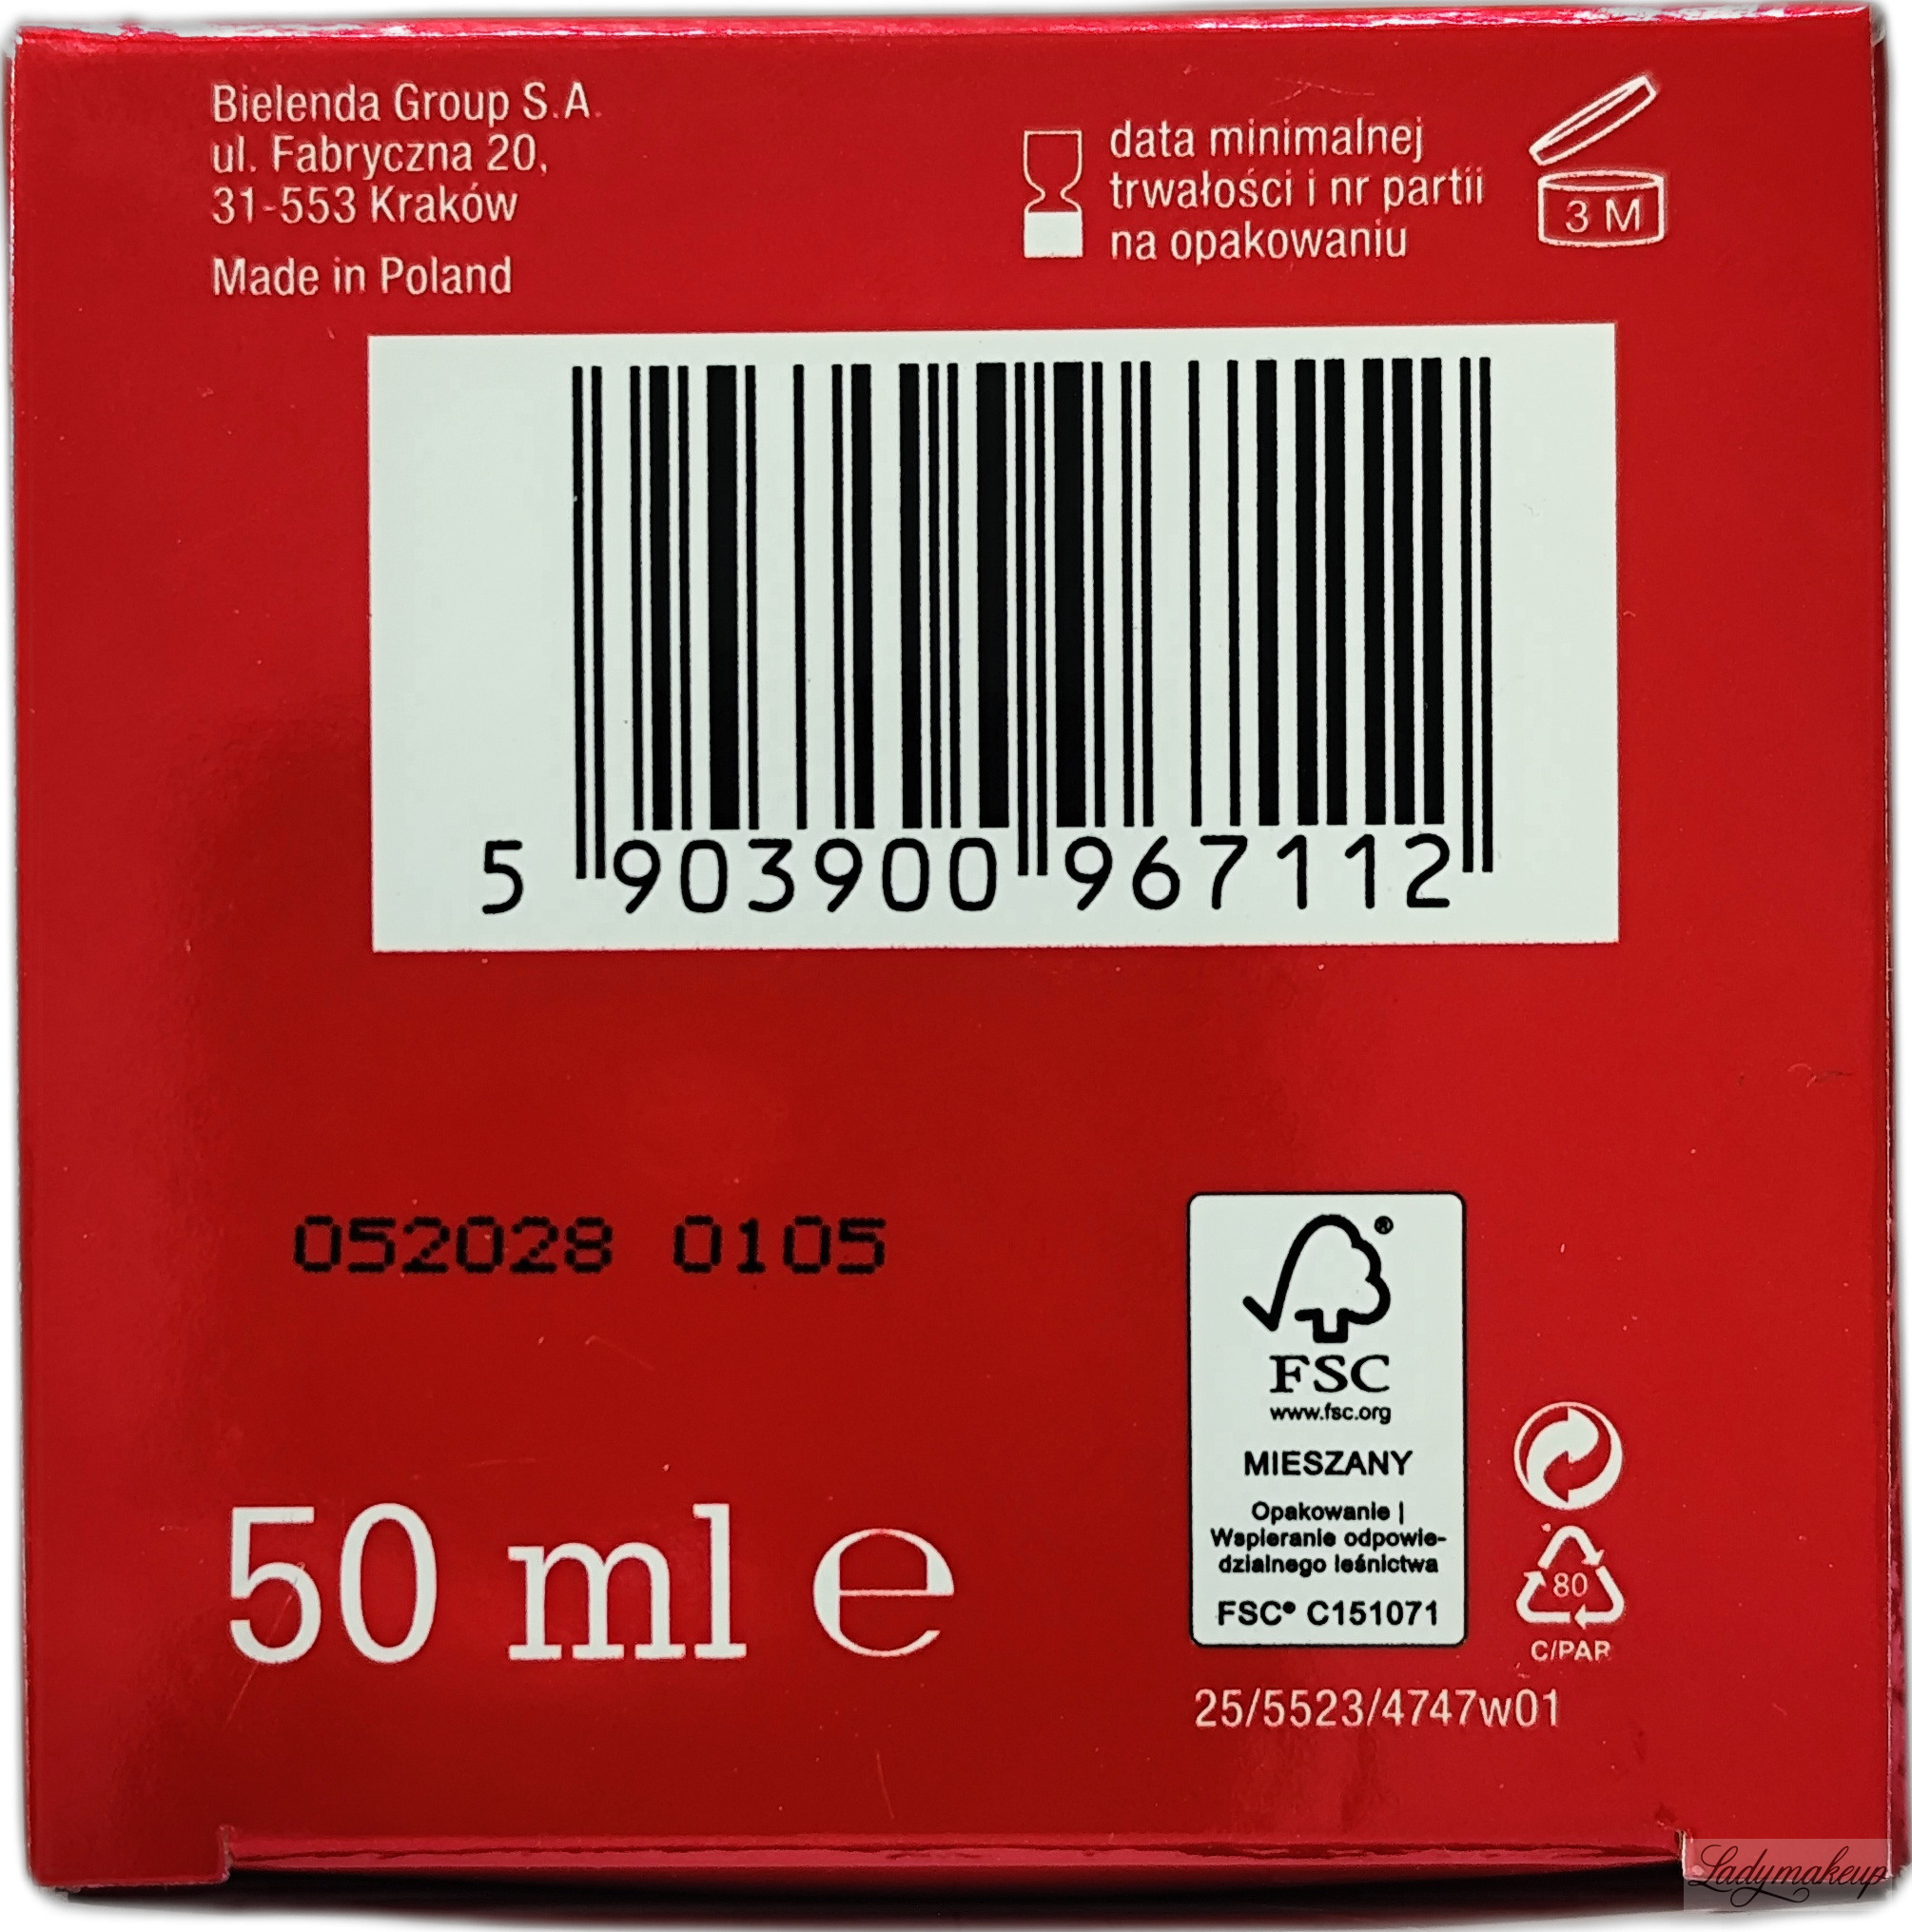 Bielenda Group S.A.
ul. Fabryczna 20,
31-553 Kraków
Made in Poland
data minimalnej
trwałości i nr partii
na opakowaniu
3 M
5 903900 967112
052028 0105
50 ml e
®
FSC
www.fsc.org
MIESZANY
Opakowanie |
Wspieranie odpowie-
dzialnego leśnictwa
FSC® C151071
80
C/PAP
25/5523/4747w01
Ladymakeup